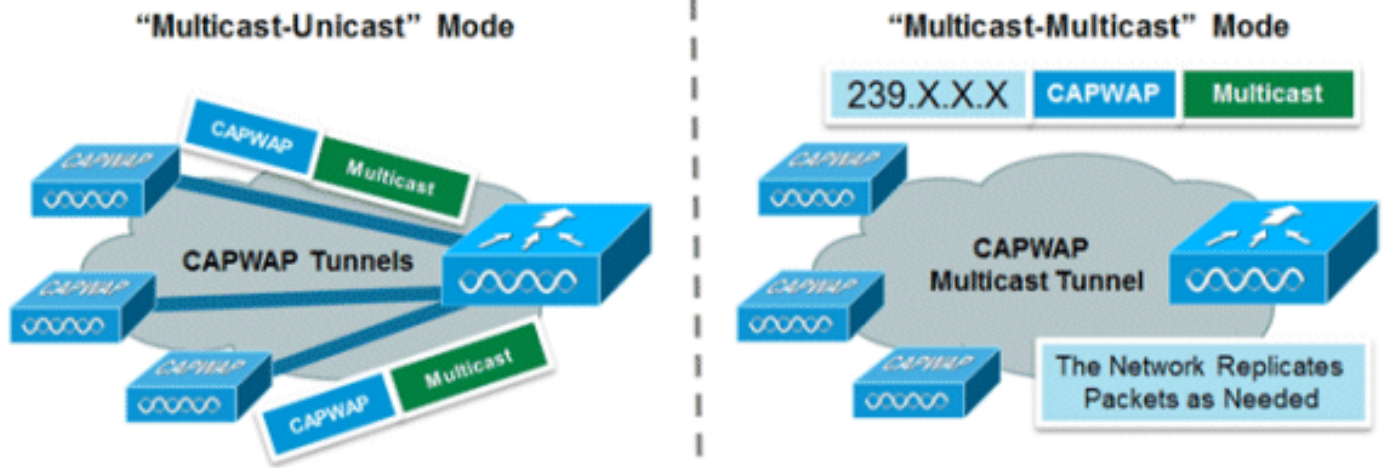 “Multicast-Unicast” Mode
CAPWAP Multicast
CAPWAP
CAPWAP
CAPWAP
CAPWAP Tunnels
CAPWAP Multicast
“Multicast-Multicast” Mode
239.X.X.X CAPWAP Multicast
CAPWAP
CAPWAP
CAPWAP
CAPWAP
Multicast Tunnel
The Network Replicates
Packets as Needed